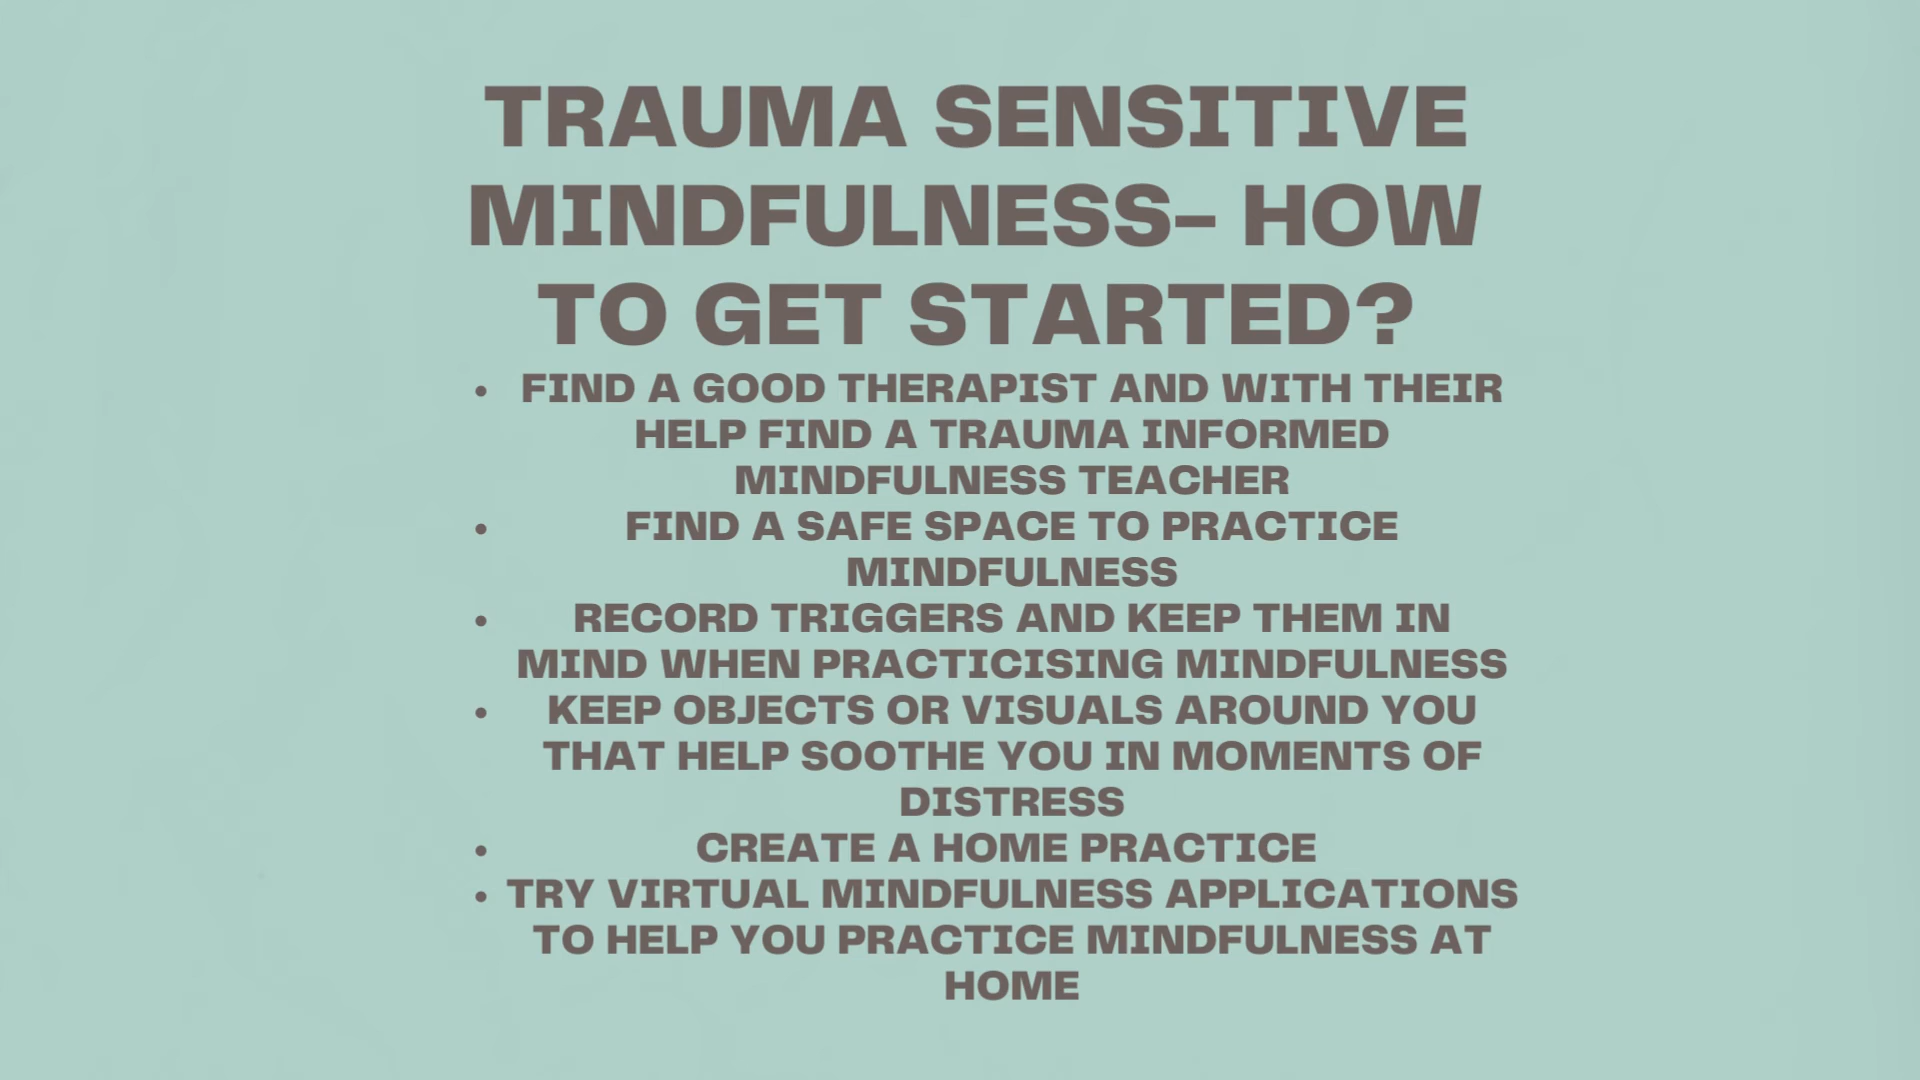 TRAUMA SENSITIVE
MINDFULNESS– HOW
TO GET STARTED?
• FIND A GOOD THERAPIST AND WITH THEIR
HELP FIND A TRAUMA INFORMED
MINDFULNESS TEACHER
• FIND A SAFE SPACE TO PRACTICE
MINDFULNESS
• RECORD TRIGGERS AND KEEP THEM IN
MIND WHEN PRACTICISING MINDFULNESS
• KEEP OBJECTS OR VISUALS AROUND YOU
THAT HELP SOOTHE YOU IN MOMENTS OF
DISTRESS
• CREATE A HOME PRACTICE
• TRY VIRTUAL MINDFULNESS APPLICATIONS
TO HELP YOU PRACTICE MINDFULNESS AT
HOME